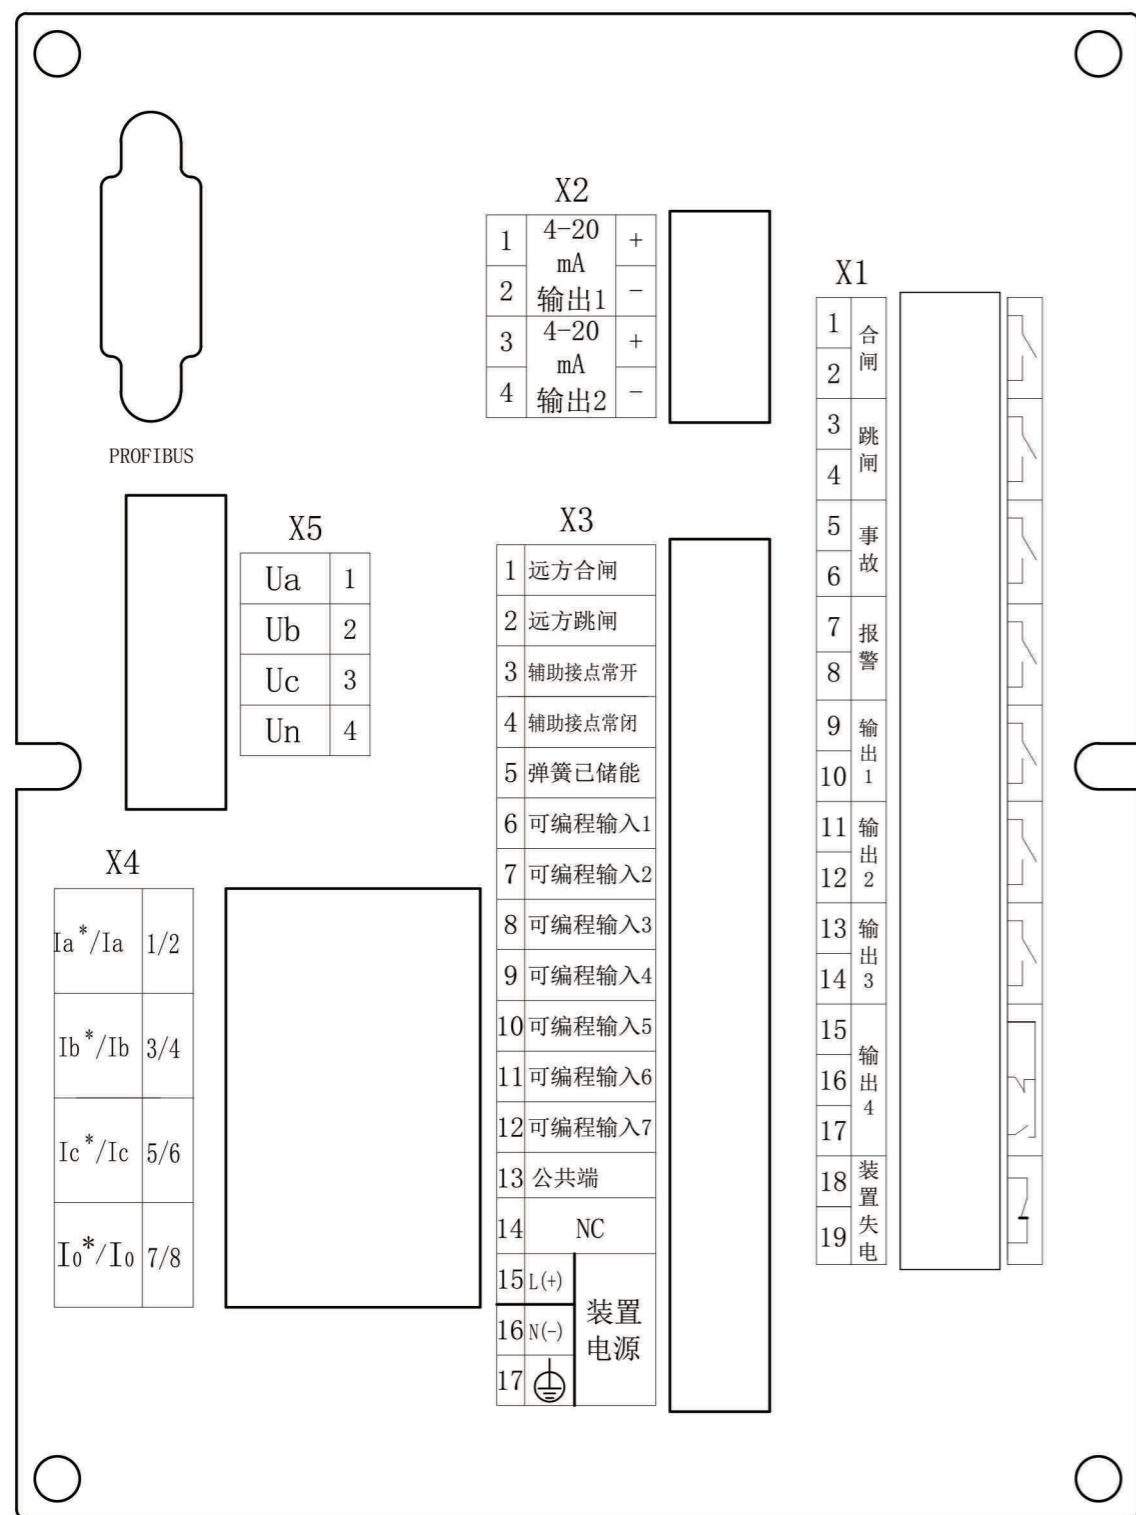 PROFIBUS
X2
1 4-20 +
mA
2 输出1 -
3 4-20 +
mA
4 输出2 -
X1
1 合
2 闸
3 跳
4 闸
5 事
6 故
7 报
8 警
9 输
出
10 1
11 输
出
12 2
13 输
出
14 3
15
输
16 出
4
17
18 装
置
19 失
电
X5
Ua 1
Ub 2
Uc 3
Un 4
X3
1 远方合闸
2 远方跳闸
3 辅助接点常开
4 辅助接点常闭
5 弹簧已储能
6 可编程输入1
7 可编程输入2
8 可编程输入3
9 可编程输入4
10 可编程输入5
11 可编程输入6
12 可编程输入7
13 公共端
14 NC
15 L(+)
装置
16 N(-)
电源
17
X4
Ia*/Ia 1/2
Ib*/Ib 3/4
Ic*/Ic 5/6
I0*/I0 7/8